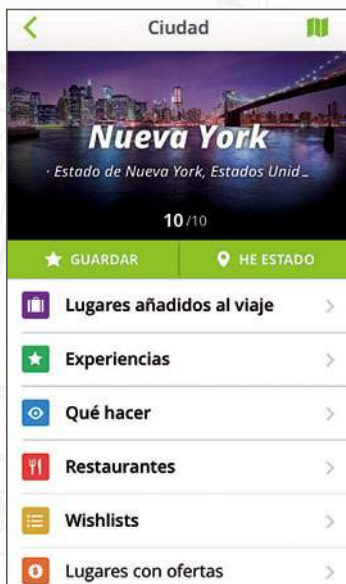 Ciudad
Nueva York
· Estado de Nueva York, Estados Unid...
10/10
GUARDAR
HE ESTADO
Lugares añadidos al viaje
Experiencias
Qué hacer
Restaurantes
Wishlists
Lugares con ofertas